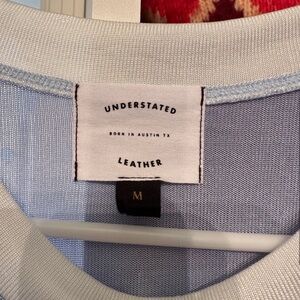 UNDERSTATED
BORN IN AUSTIN TX
LEATHER
M